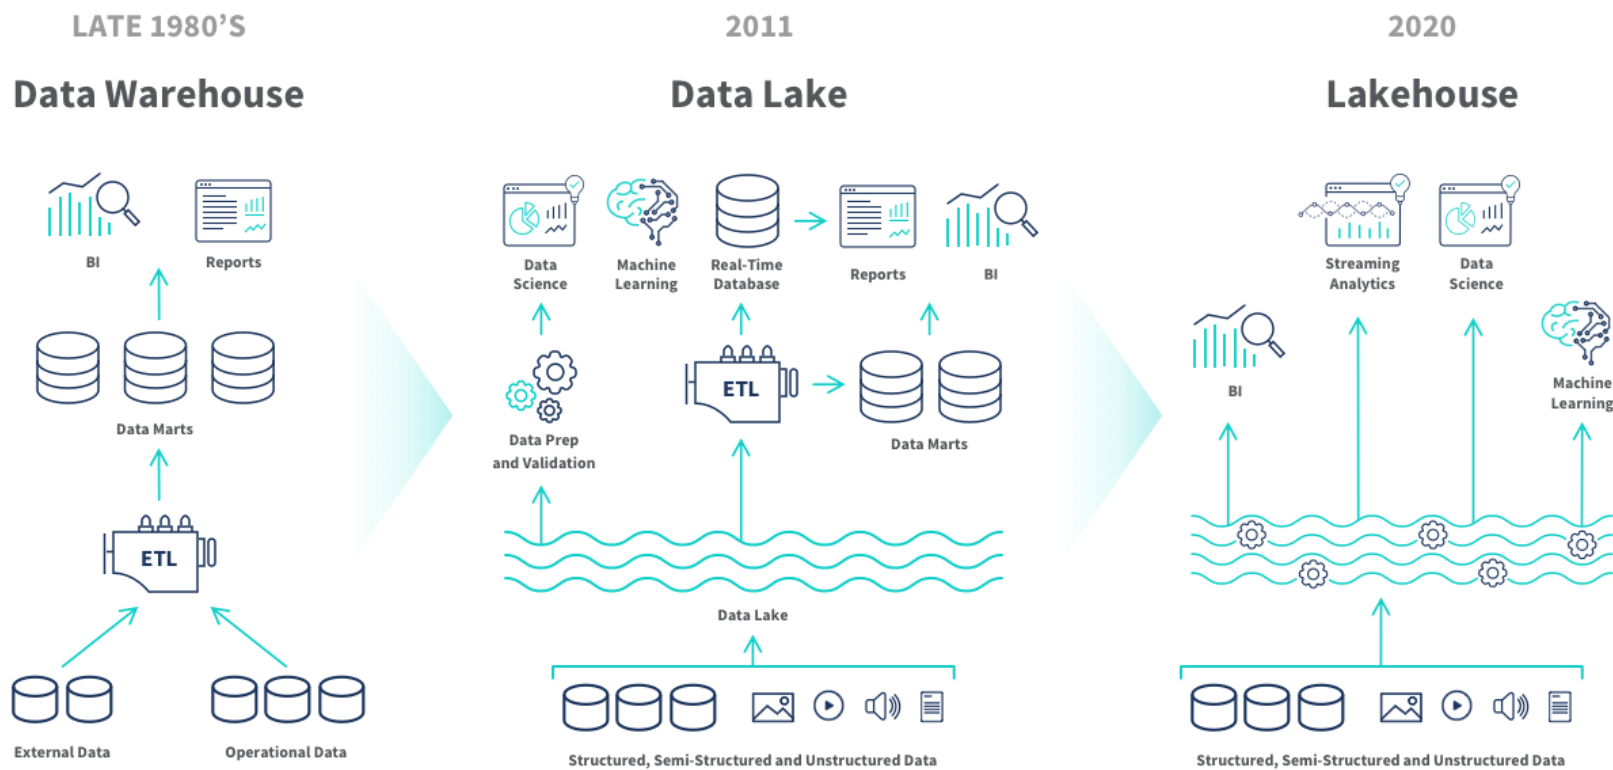 LATE 1980'S
Data Warehouse
BI
Reports
Data Marts
ETL
External Data
Operational Data
2011
Data Lake
Data
Science
Machine
Learning
Real-Time
Database
Reports
BI
Data Prep
and Validation
ETL
Data Marts
Data Lake
Structured, Semi-Structured and Unstructured Data
2020
Lakehouse
Streaming
Analytics
Data
Science
BI
Machine
Learning
Structured, Semi-Structured and Unstructured Data